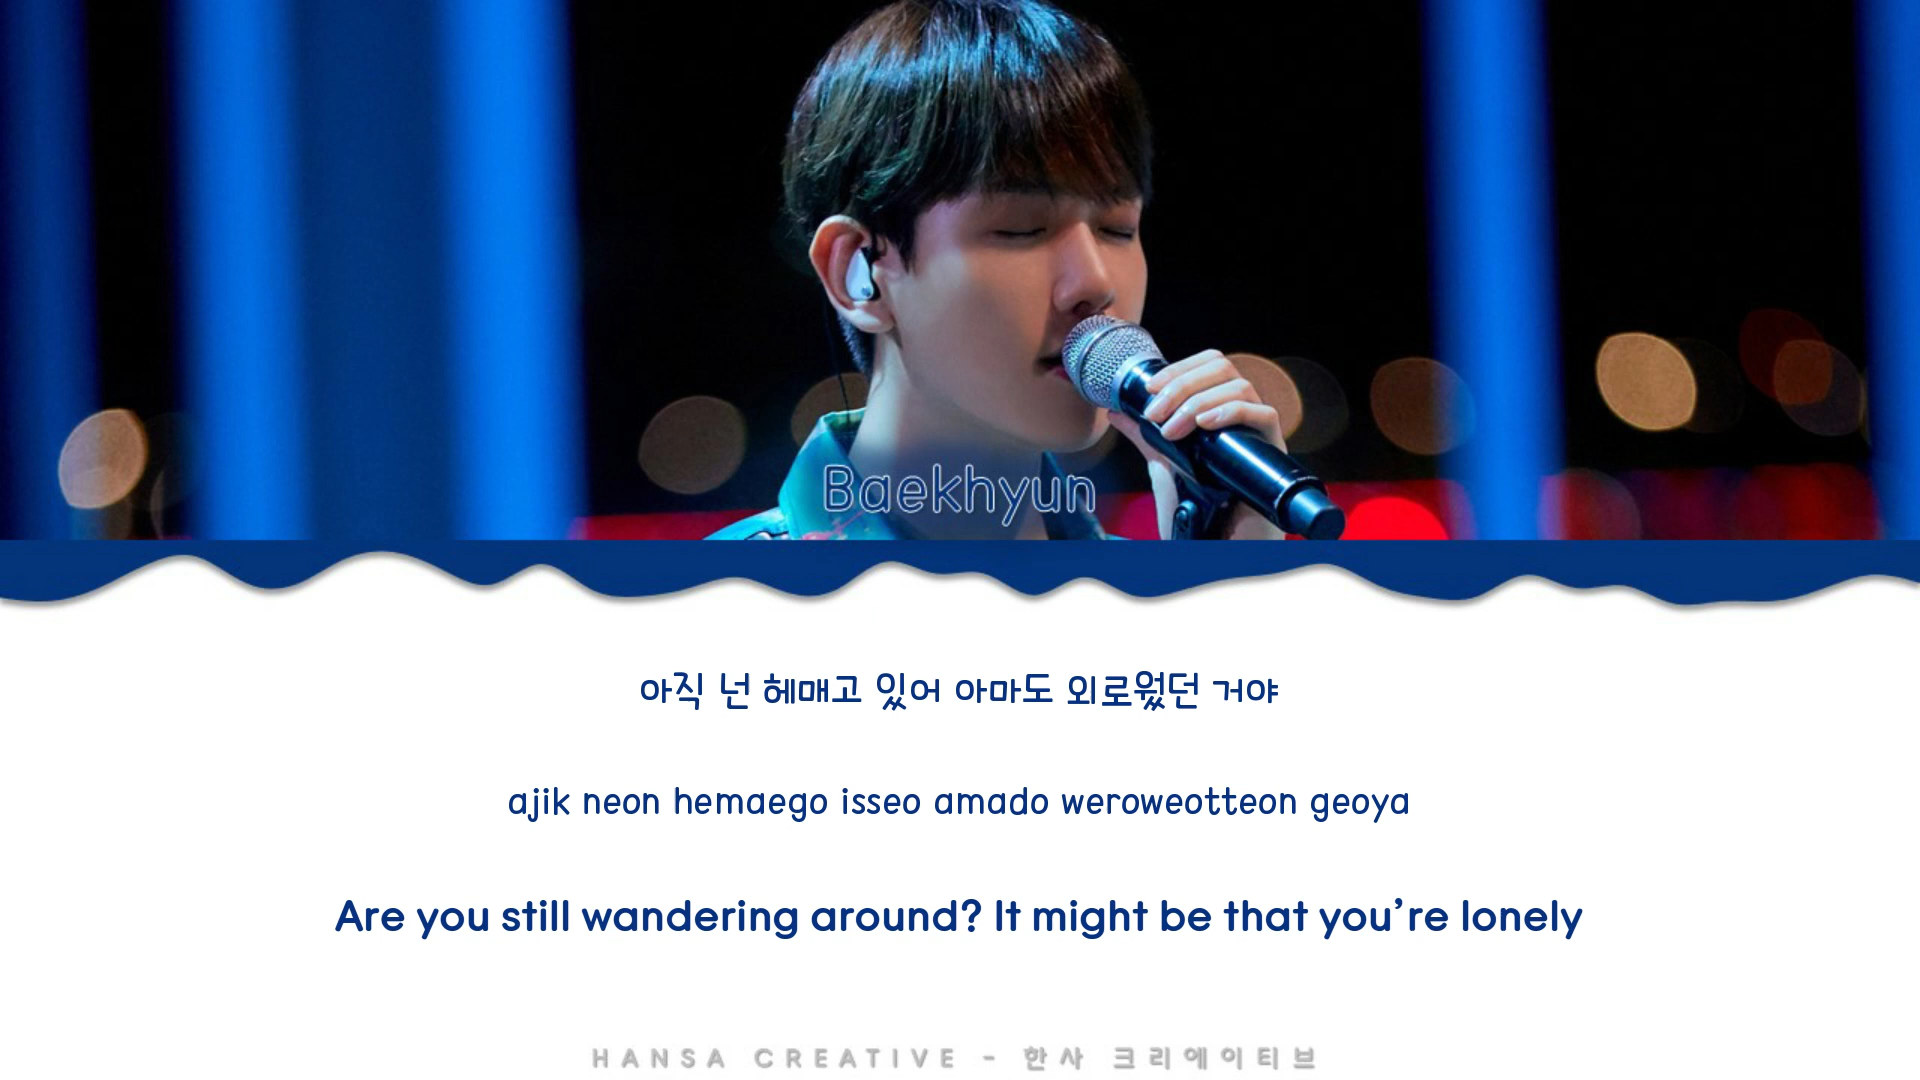 Baekhyun
아직 넌 헤매고 있어 아마도 외로웠던 거야
ajik neon hemaego isseo amado weroweotteon geoya
Are you still wandering around? It might be that you’re lonely
HANSA CREATIVE - 한사 크리에이티브